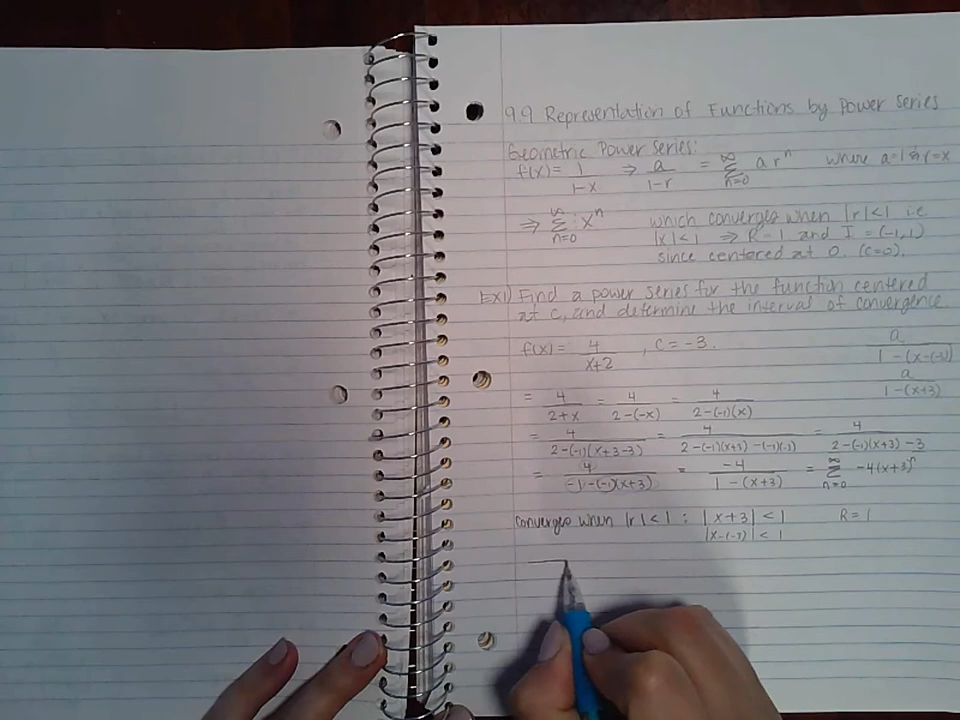 9.9 Representation of Functions by Power Series
Geometric Power Series:
f(x) = 1/(1-x) ⇒ a/(1-r) = ∞ Σ n=0 a r^n where a=1 & r=x
⇒ ∞ Σ n=0 x^n which converges when |r|<1 i.e
|x|<1 ⇒ R=1 and I = (-1,1)
since centered at 0. (c=0).
Ex1) Find a power series for the function centered
at c, and determine the interval of convergence
f(x) = 4/(x+2) , c = -3. a/(1-(x-(-3)))
a/(1-(x+3))
= 4/(2+x) = 4/(2-(-x)) = 4/(2-(-1)(x))
= 4/(2-(-1)(x+3-3)) = 4/(2-(-1)(x+3)-(-1)(-3)) = 4/(2-(-1)(x+3)-3)
= 4/(-1-(-1)(x+3)) = -4/(1-(x+3)) = ∞ Σ n=0 -4(x+3)^n
converges when |r|<1 : |x+3| < 1 R = 1
|x-(-3)| < 1